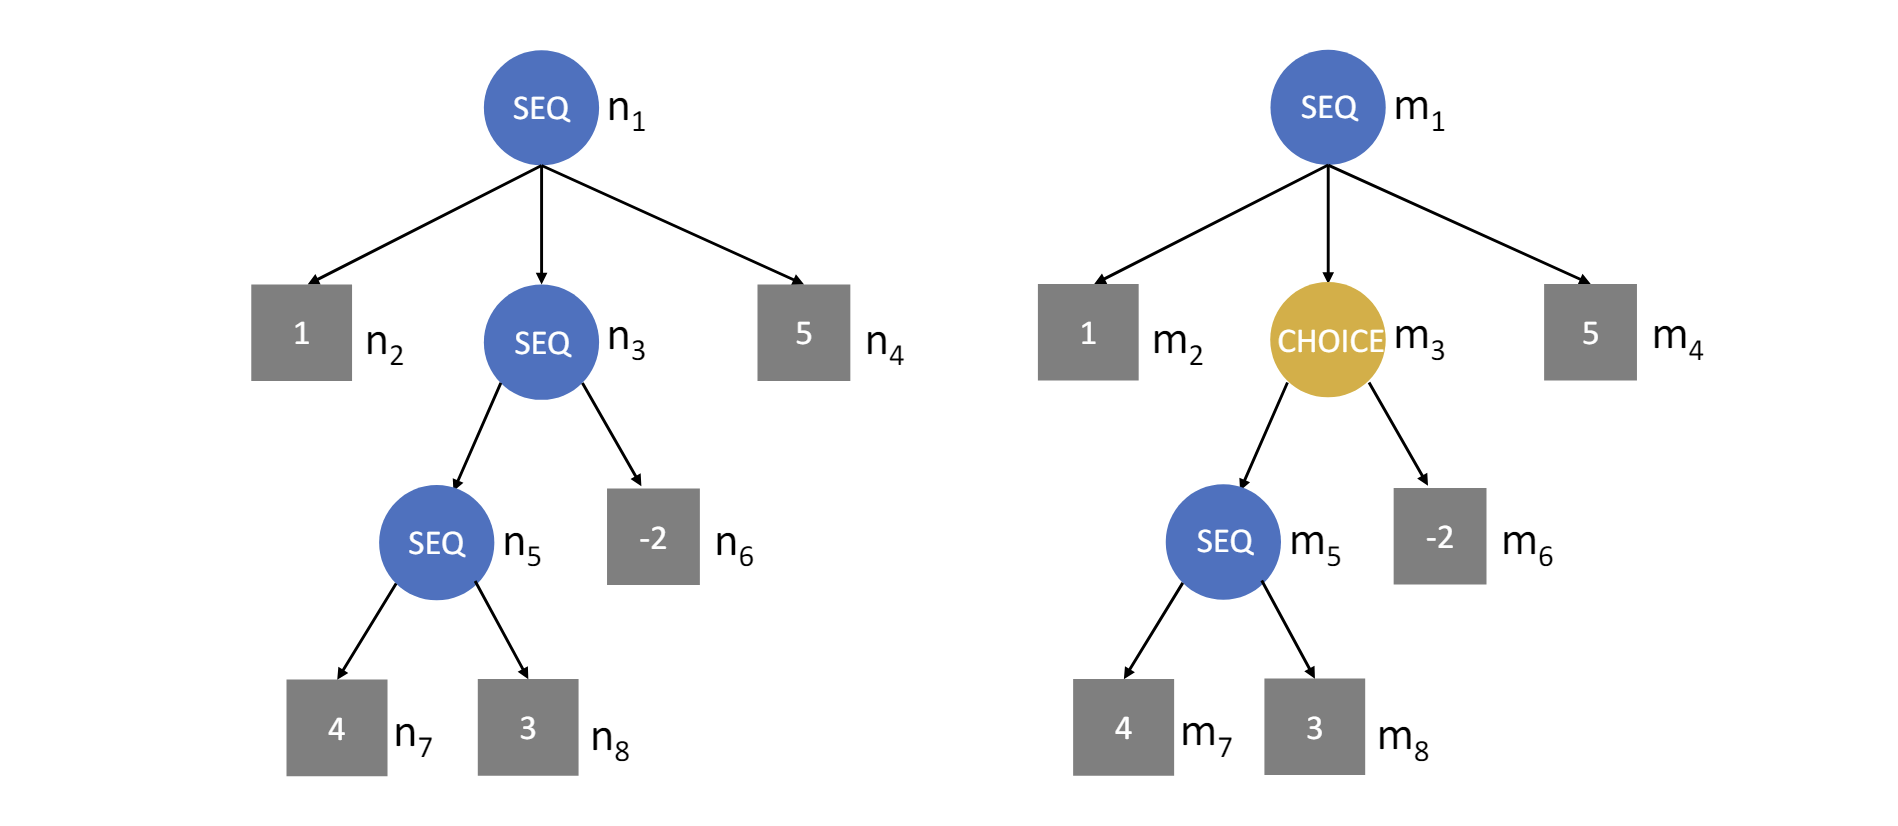 SEQ n₁
SEQ m₁
1 n₂
SEQ n₃
5 n₄
1 m₂
CHOICE m₃
5 m₄
SEQ n₅
-2 n₆
SEQ m₅
-2 m₆
4 n₇
3 n₈
4 m₇
3 m₈